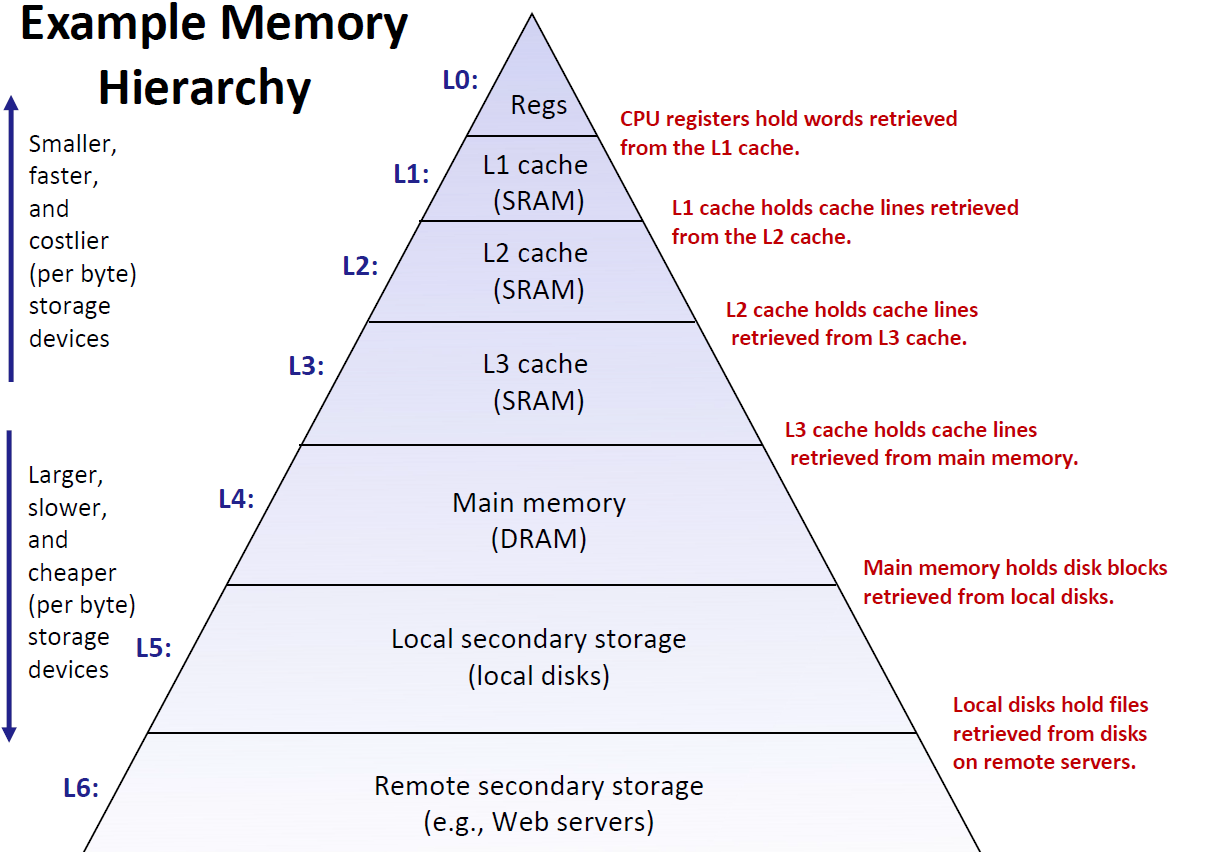 Example Memory
Hierarchy
Smaller,
faster,
and
costlier
(per byte)
storage
devices
Larger,
slower,
and
cheaper
(per byte)
storage
devices
L0:
Regs
CPU registers hold words retrieved
from the L1 cache.
L1:
L1 cache
(SRAM)
L1 cache holds cache lines retrieved
from the L2 cache.
L2:
L2 cache
(SRAM)
L2 cache holds cache lines
retrieved from L3 cache.
L3:
L3 cache
(SRAM)
L3 cache holds cache lines
retrieved from main memory.
L4:
Main memory
(DRAM)
Main memory holds disk blocks
retrieved from local disks.
L5:
Local secondary storage
(local disks)
Local disks hold files
retrieved from disks
on remote servers.
L6:
Remote secondary storage
(e.g., Web servers)